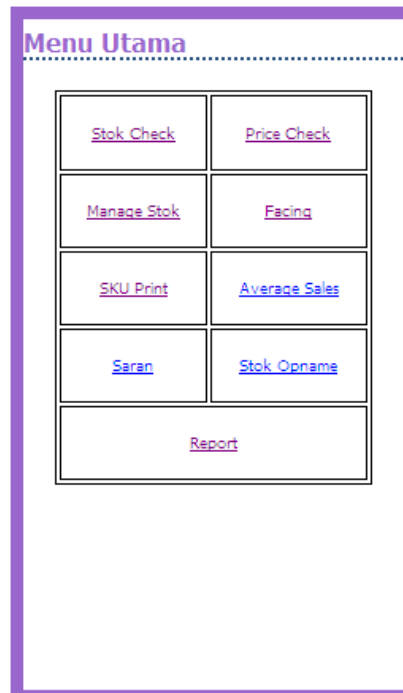 Menu Utama
Stok Check Price Check
Manage Stok Facing
SKU Print Average Sales
Saran Stok Opname
Report